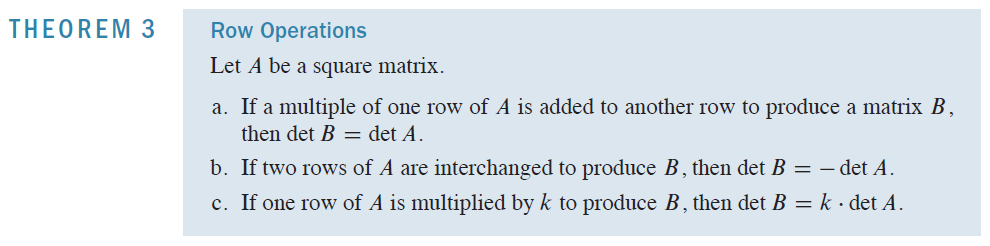 THEOREM 3
Row Operations
Let A be a square matrix.
a. If a multiple of one row of A is added to another row to produce a matrix B,
then det B = det A.
b. If two rows of A are interchanged to produce B, then det B = − det A.
c. If one row of A is multiplied by k to produce B, then det B = k · det A.